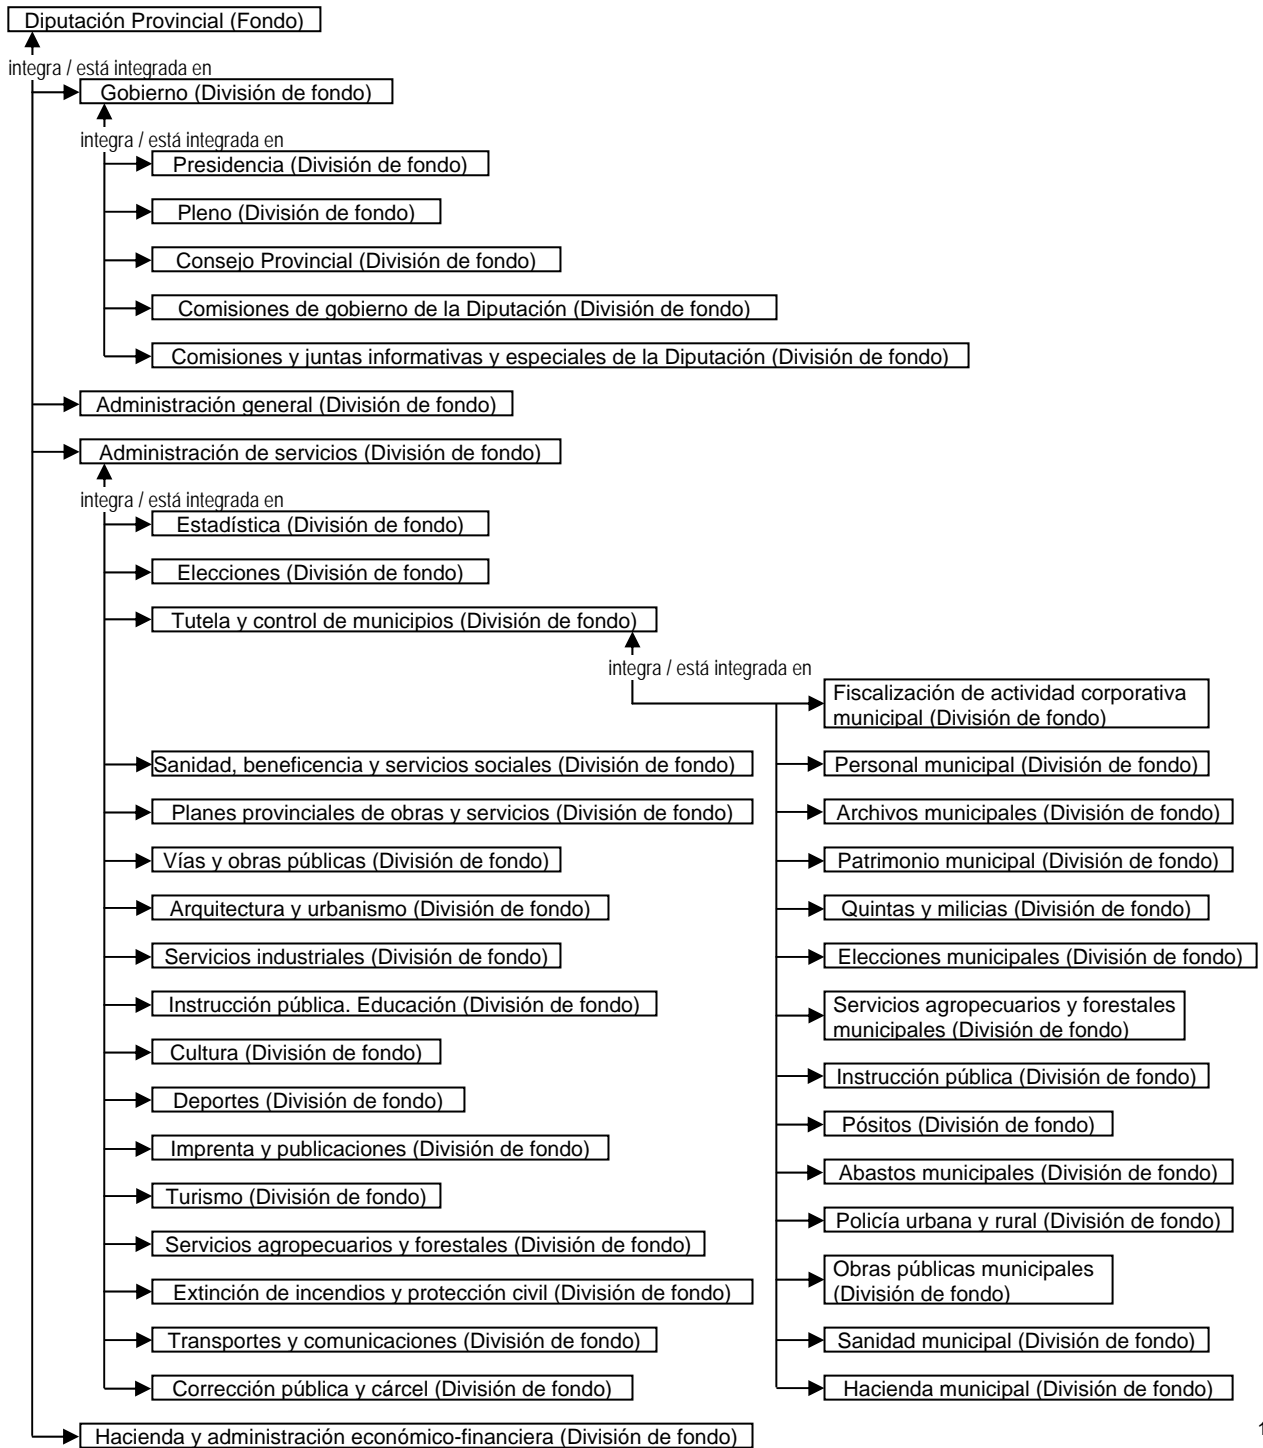 Diputación Provincial (Fondo)
integra / está integrada en
Gobierno (División de fondo)
integra / está integrada en
Presidencia (División de fondo)
Pleno (División de fondo)
Consejo Provincial (División de fondo)
Comisiones de gobierno de la Diputación (División de fondo)
Comisiones y juntas informativas y especiales de la Diputación (División de fondo)
Administración general (División de fondo)
Administración de servicios (División de fondo)
integra / está integrada en
Estadística (División de fondo)
Elecciones (División de fondo)
Tutela y control de municipios (División de fondo)
integra / está integrada en
Fiscalización de actividad corporativa
municipal (División de fondo)
Personal municipal (División de fondo)
Archivos municipales (División de fondo)
Patrimonio municipal (División de fondo)
Quintas y milicias (División de fondo)
Elecciones municipales (División de fondo)
Servicios agropecuarios y forestales
municipales (División de fondo)
Instrucción pública (División de fondo)
Pósitos (División de fondo)
Abastos municipales (División de fondo)
Policía urbana y rural (División de fondo)
Obras públicas municipales
(División de fondo)
Sanidad municipal (División de fondo)
Hacienda municipal (División de fondo)
Sanidad, beneficencia y servicios sociales (División de fondo)
Planes provinciales de obras y servicios (División de fondo)
Vías y obras públicas (División de fondo)
Arquitectura y urbanismo (División de fondo)
Servicios industriales (División de fondo)
Instrucción pública. Educación (División de fondo)
Cultura (División de fondo)
Deportes (División de fondo)
Imprenta y publicaciones (División de fondo)
Turismo (División de fondo)
Servicios agropecuarios y forestales (División de fondo)
Extinción de incendios y protección civil (División de fondo)
Transportes y comunicaciones (División de fondo)
Corrección pública y cárcel (División de fondo)
Hacienda y administración económico-financiera (División de fondo)
1